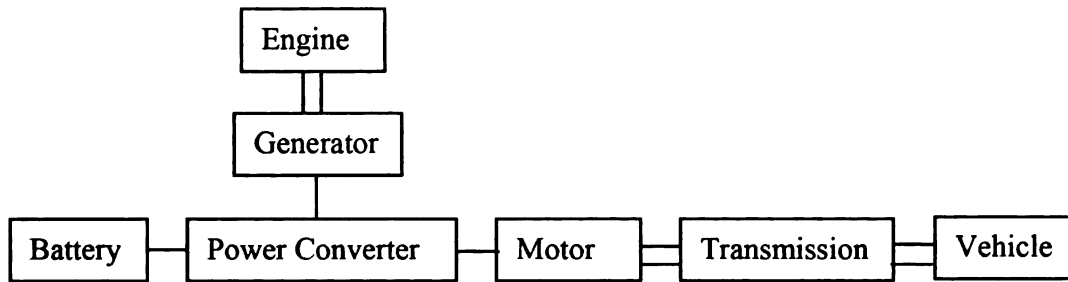 Engine
Generator
Battery
Power Converter
Motor
Transmission
Vehicle